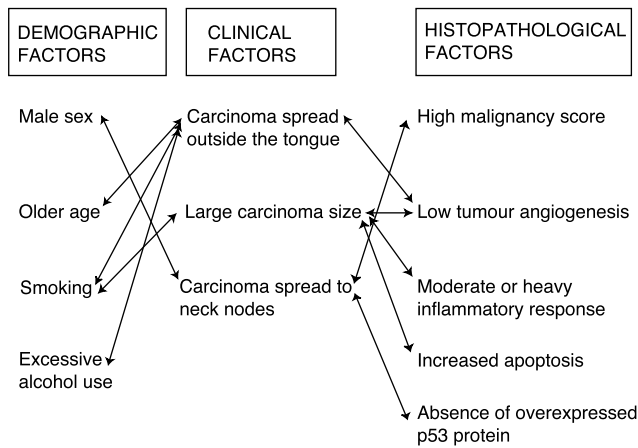 DEMOGRAPHIC
FACTORS
CLINICAL
FACTORS
HISTOPATHOLOGICAL
FACTORS
Male sex
Older age
Smoking
Excessive
alcohol use
Carcinoma spread
outside the tongue
Large carcinoma size
Carcinoma spread to
neck nodes
High malignancy score
Low tumour angiogenesis
Moderate or heavy
inflammatory response
Increased apoptosis
Absence of overexpressed
p53 protein